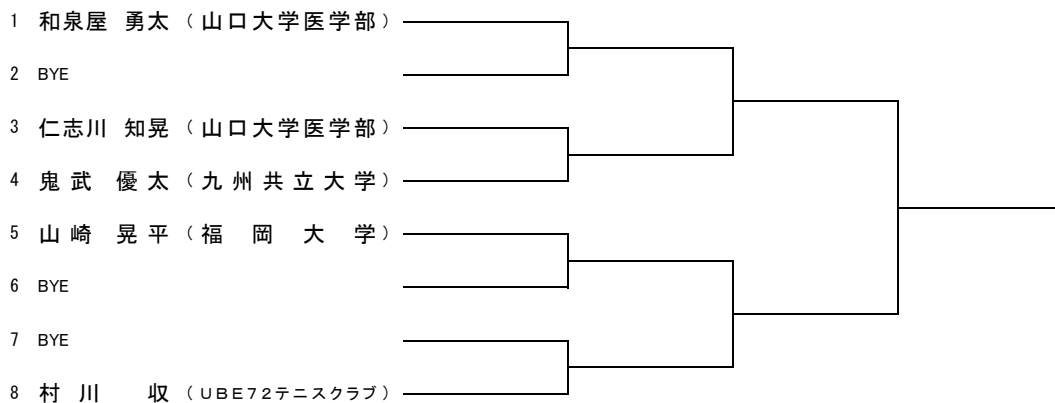 1 和泉屋 勇太（山口大学医学部）
2 BYE
3 仁志川 知晃（山口大学医学部）
4 鬼武 優太（九州共立大学）
5 山崎 晃平（福岡大学）
6 BYE
7 BYE
8 村川 収（UBE72テニスクラブ）